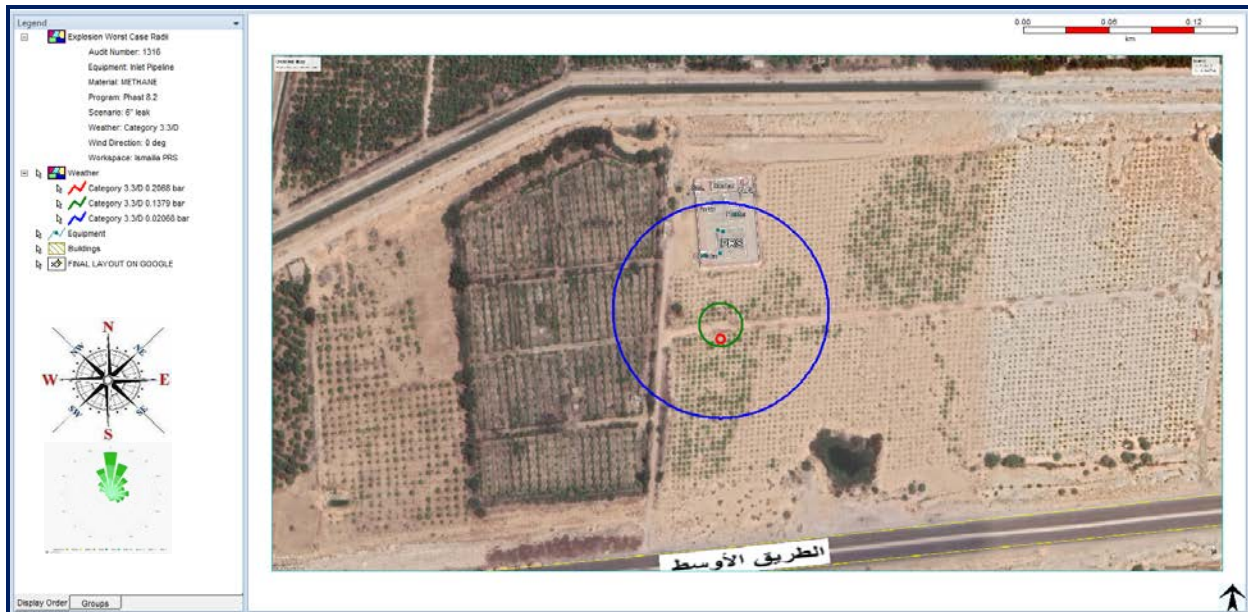 Legend
Explosion Worst Case Radii
Audit Number: 1316
Equipment: Inlet Pipeline
Material: METHANE
Program: Phast 8.2
Scenario: 6" leak
Weather: Category 3.3/D
Wind Direction: 0 deg
Workspace: Ismailia PRS
Weather
Category 3.3/D 0.2068 bar
Category 3.3/D 0.1379 bar
Category 3.3/D 0.02068 bar
Equipment
Buildings
FINAL LAYOUT ON GOOGLE
N
NW
NE
W
E
SW
SE
S
Display Order
Groups
0.00 0.06 0.12
km
PRS
الطريق الأوسط